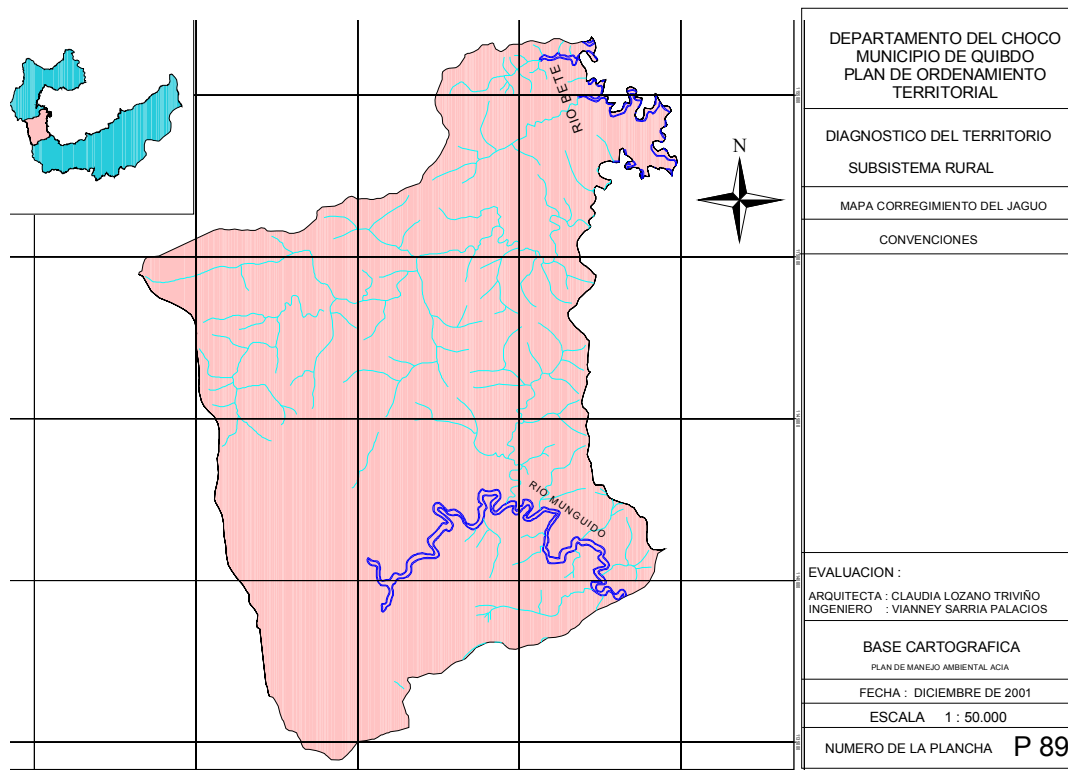 RIO BETE
N
RIO MUNGUIDO
DEPARTAMENTO DEL CHOCO
MUNICIPIO DE QUIBDO
PLAN DE ORDENAMIENTO
TERRITORIAL
DIAGNOSTICO DEL TERRITORIO
SUBSISTEMA RURAL
MAPA CORREGIMIENTO DEL JAGUO
CONVENCIONES
EVALUACION :
ARQUITECTA : CLAUDIA LOZANO TRIVIÑO
INGENIERO : VIANNEY SARRIA PALACIOS
BASE CARTOGRAFICA
PLAN DE MANEJO AMBIENTAL ACIA
FECHA : DICIEMBRE DE 2001
ESCALA 1 : 50.000
NUMERO DE LA PLANCHA P 89